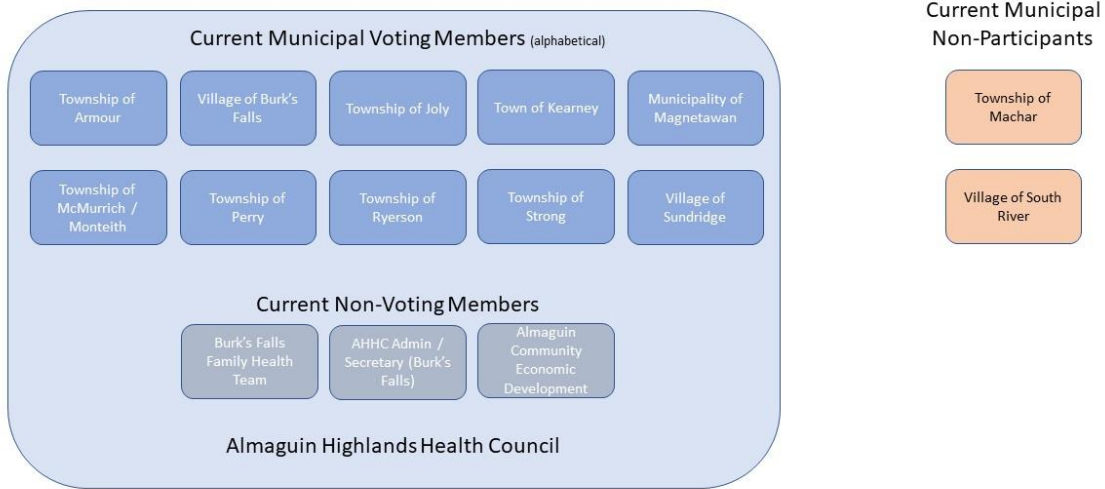 Current Municipal Voting Members (alphabetical)
Township of
Armour
Village of Burk's
Falls
Township of Joly
Town of Kearney
Municipality of
Magnetawan
Township of
McMurrich /
Monteith
Township of
Perry
Township of
Ryerson
Township of
Strong
Village of
Sundridge
Current Non-Voting Members
Burk's Falls
Family Health
Team
AHHC Admin /
Secretary (Burk's
Falls)
Almaguin
Community
Economic
Development
Almaguin Highlands Health Council
Current Municipal
Non-Participants
Township of
Machar
Village of South
River